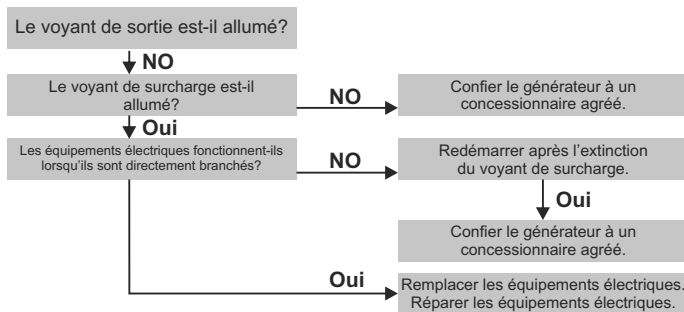 Le voyant de sortie est-il allumé?
NO
Le voyant de surcharge est-il
allumé?
NO
Confier le générateur à un
concessionnaire agréé.
Oui
Les équipements électriques fonctionnent-ils
lorsqu'ils sont directement branchés?
NO
Redémarrer après l'extinction
du voyant de surcharge.
Oui
Confier le générateur à un
concessionnaire agréé.
Oui
Remplacer les équipements électriques.
Réparer les équipements électriques.